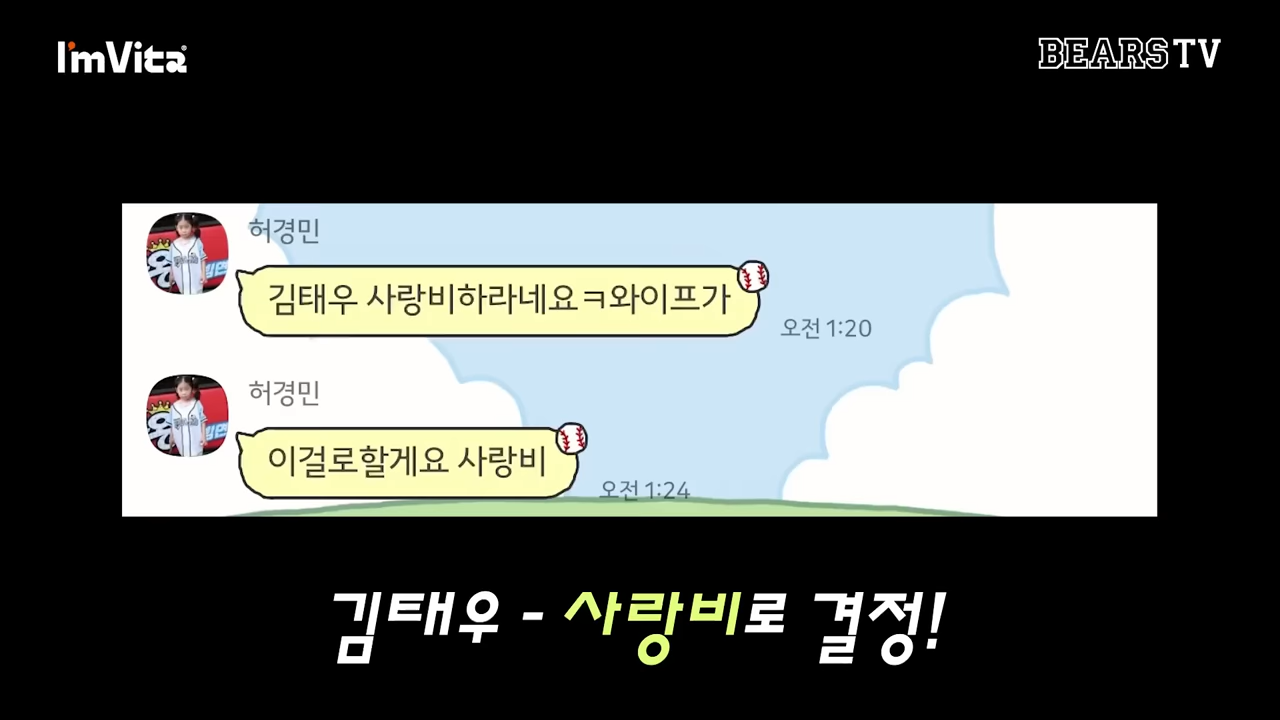 I'mVita
BEARS TV
허경민
김태우 사랑비하라네요ㅋ와이프가
오전 1:20
허경민
이걸로할게요 사랑비
오전 1:24
김태우 - 사랑비로 결정!